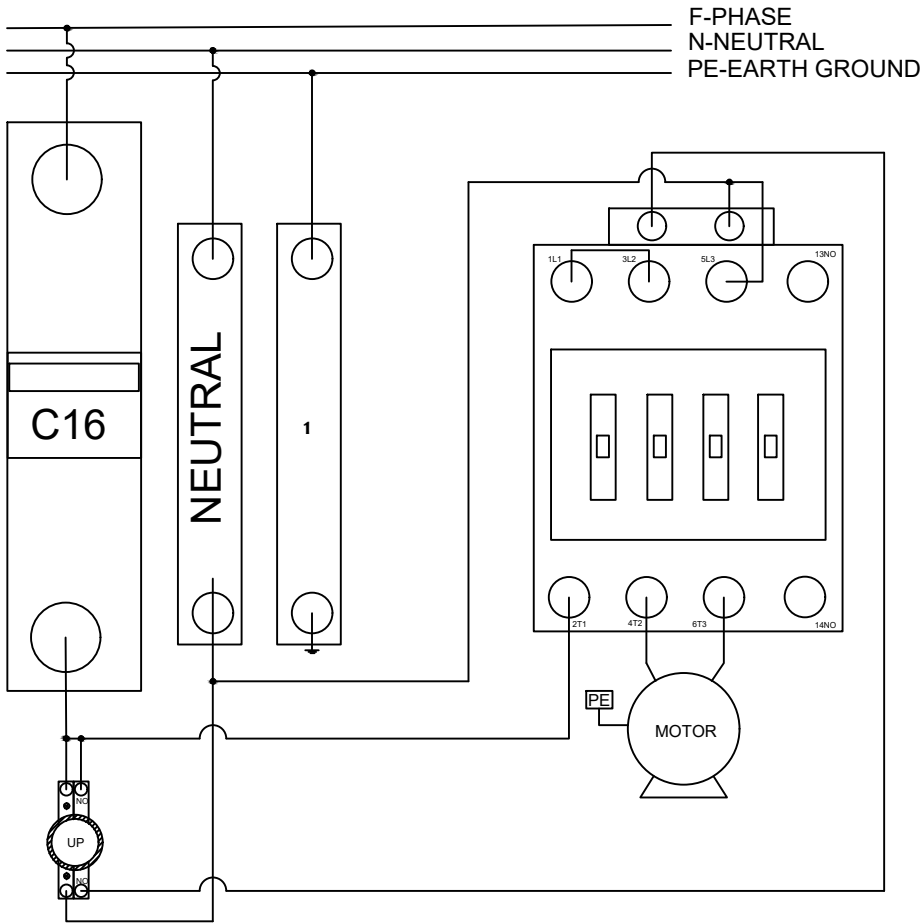 F-PHASE
N-NEUTRAL
PE-EARTH GROUND
1L1
3L2
5L3
13NO
C16
NEUTRAL
1
2T1
4T2
6T3
14NO
PE
MOTOR
NO
UP
NO